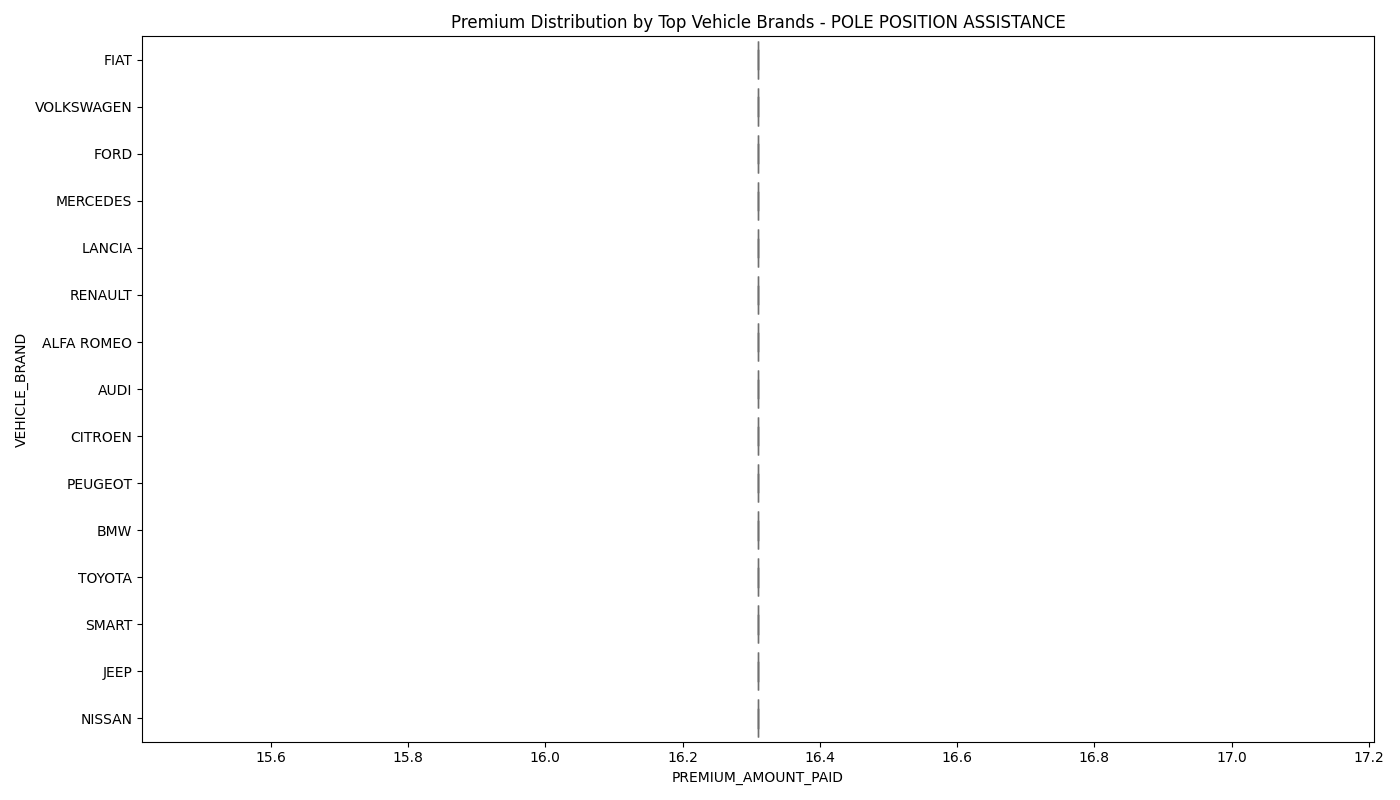 Premium Distribution by Top Vehicle Brands - POLE POSITION ASSISTANCE
FIAT
VOLKSWAGEN
FORD
MERCEDES
LANCIA
RENAULT
ALFA ROMEO
AUDI
CITROEN
PEUGEOT
BMW
TOYOTA
SMART
JEEP
NISSAN
VEHICLE_BRAND
15.6 15.8 16.0 16.2 16.4 16.6 16.8 17.0 17.2
PREMIUM_AMOUNT_PAID